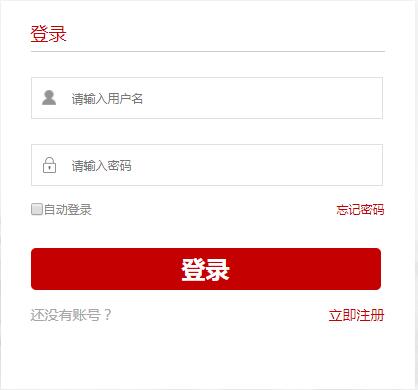 登录
请输入用户名
请输入密码
自动登录 忘记密码
登录
还没有账号？ 立即注册